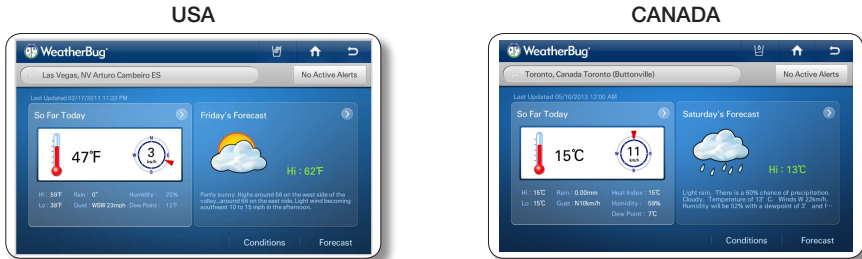 USA
WeatherBug®
Las Vegas, NV Arturo Cambeiro ES
No Active Alerts
Last Updated 02/17/2011 11:22 PM
So Far Today
47°F
N
3
km/h
Hi : 59°F Rain : 0" Humidity : 25%
Lo : 38°F Gust : WSW 23mph Dew Point : 12°F
Friday's Forecast
Hi : 62°F
Partly sunny. Highs around 56 on the west side of the
valley...around 66 on the east side. Light wind becoming
southeast 10 to 15 mph in the afternoon.
Conditions Forecast
CANADA
WeatherBug®
Toronto, Canada Toronto (Buttonville)
No Active Alerts
Last Updated 05/10/2013 12:00 AM
So Far Today
15°C
11
km/h
Hi : 15°C Rain : 0.00mm Heat Index : 15°C
Lo : 15°C Gust : N10km/h Humidity : 59%
Dew Point : 7°C
Saturday's Forecast
Hi : 13°C
Light rain. There is a 60% chance of precipitation.
Cloudy. Temperature of 13° C. Winds W 22km/h.
Humidity will be 52% with a dewpoint of 3° and f···
Conditions Forecast